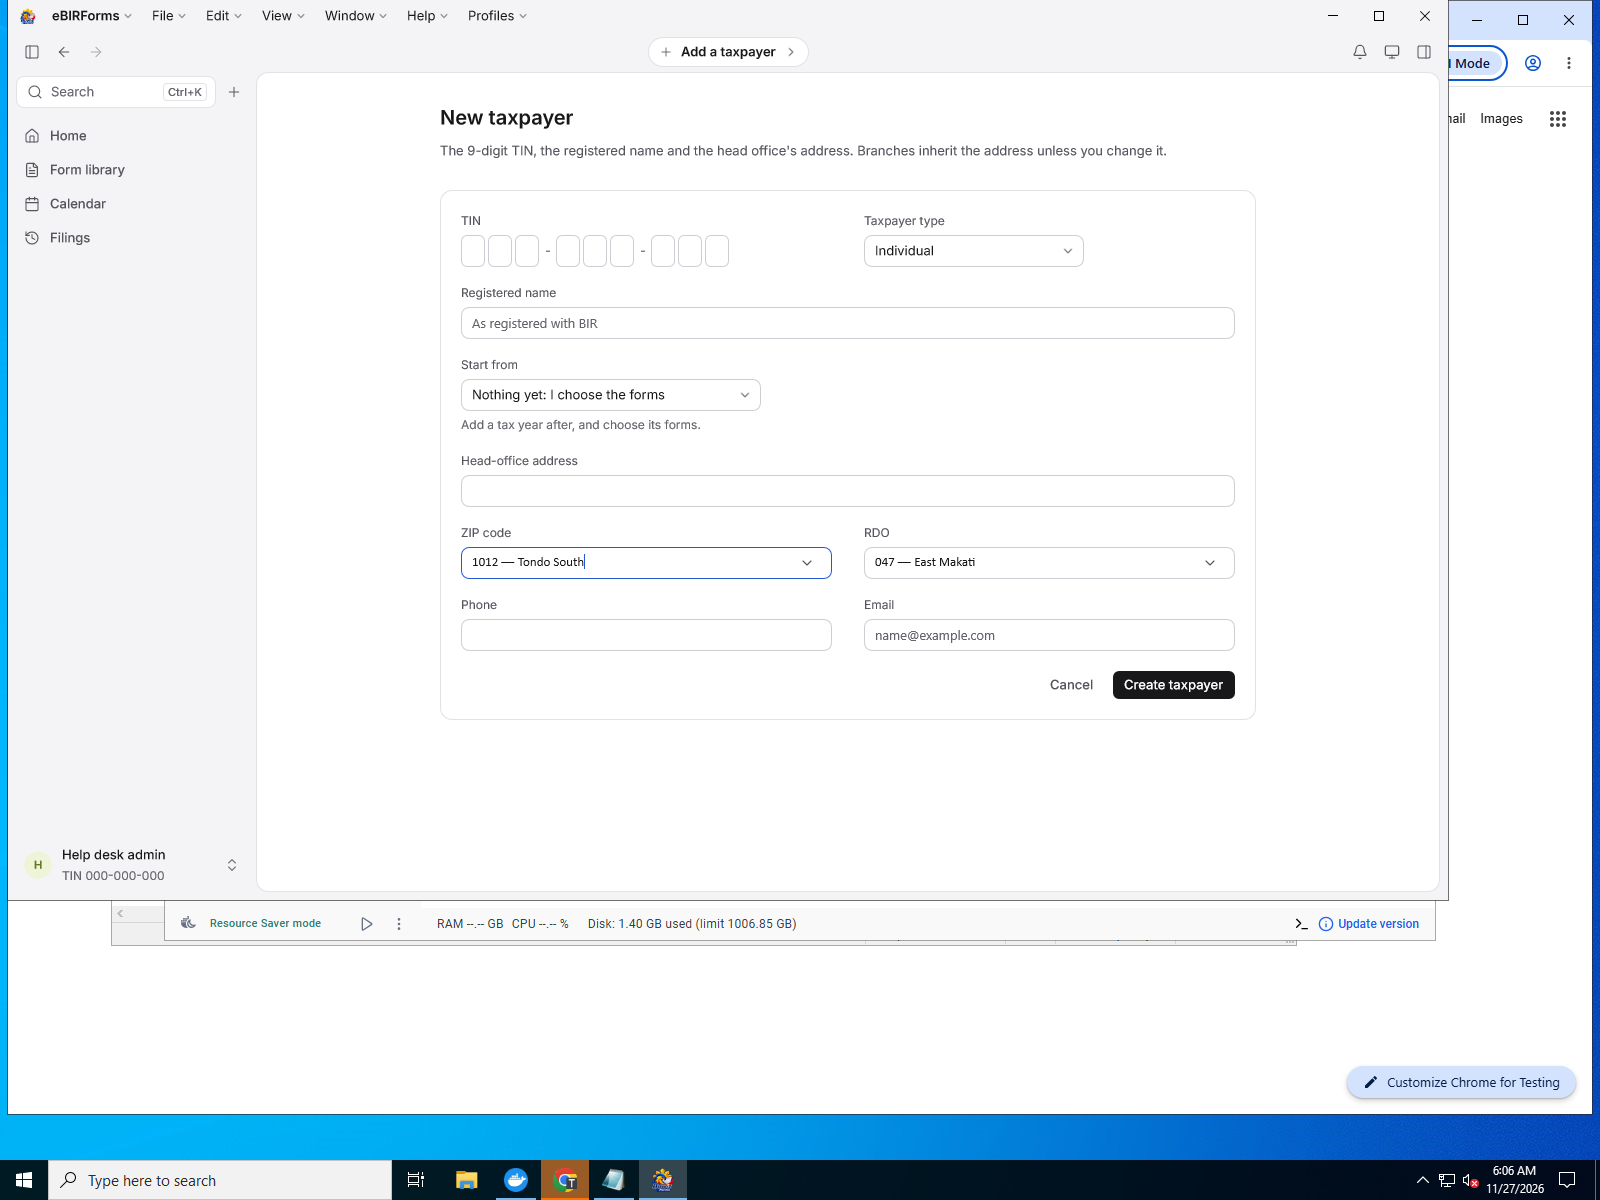 eBIRForms File Edit View Window Help Profiles
Add a taxpayer
Mode
Search Ctrl+K
Images
Home
Form library
Calendar
Filings
New taxpayer
The 9-digit TIN, the registered name and the head office's address. Branches inherit the address unless you change it.
TIN Taxpayer type
- - Individual
Registered name
As registered with BIR
Start from
Nothing yet: I choose the forms
Add a tax year after, and choose its forms.
Head-office address
ZIP code RDO
1012 — Tondo South 047 — East Makati
Phone Email
name@example.com
Cancel Create taxpayer
H Help desk admin
TIN 000-000-000
Resource Saver mode RAM --.-- GB CPU --.-- % Disk: 1.40 GB used (limit 1006.85 GB) Update version
Customize Chrome for Testing
Type here to search
6:06 AM
11/27/2026